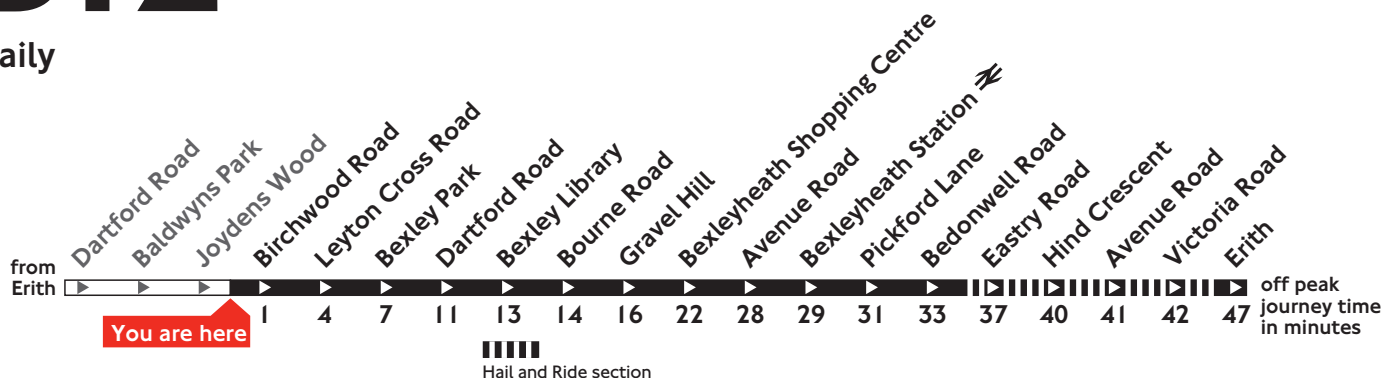 aily
Dartford Road
Baldwyns Park
Joydens Wood
Birchwood Road
Leyton Cross Road
Bexley Park
Dartford Road
Bexley Library
Bourne Road
Gravel Hill
Bexleyheath Shopping Centre
Avenue Road
Bexleyheath Station
Pickford Lane
Bedonwell Road
Eastry Road
Hind Crescent
Avenue Road
Victoria Road
Erith
from
Erith
off peak
journey time
in minutes
You are here
1 4 7 11 13 14 16 22 28 29 31 33 37 40 41 42 47
Hail and Ride section